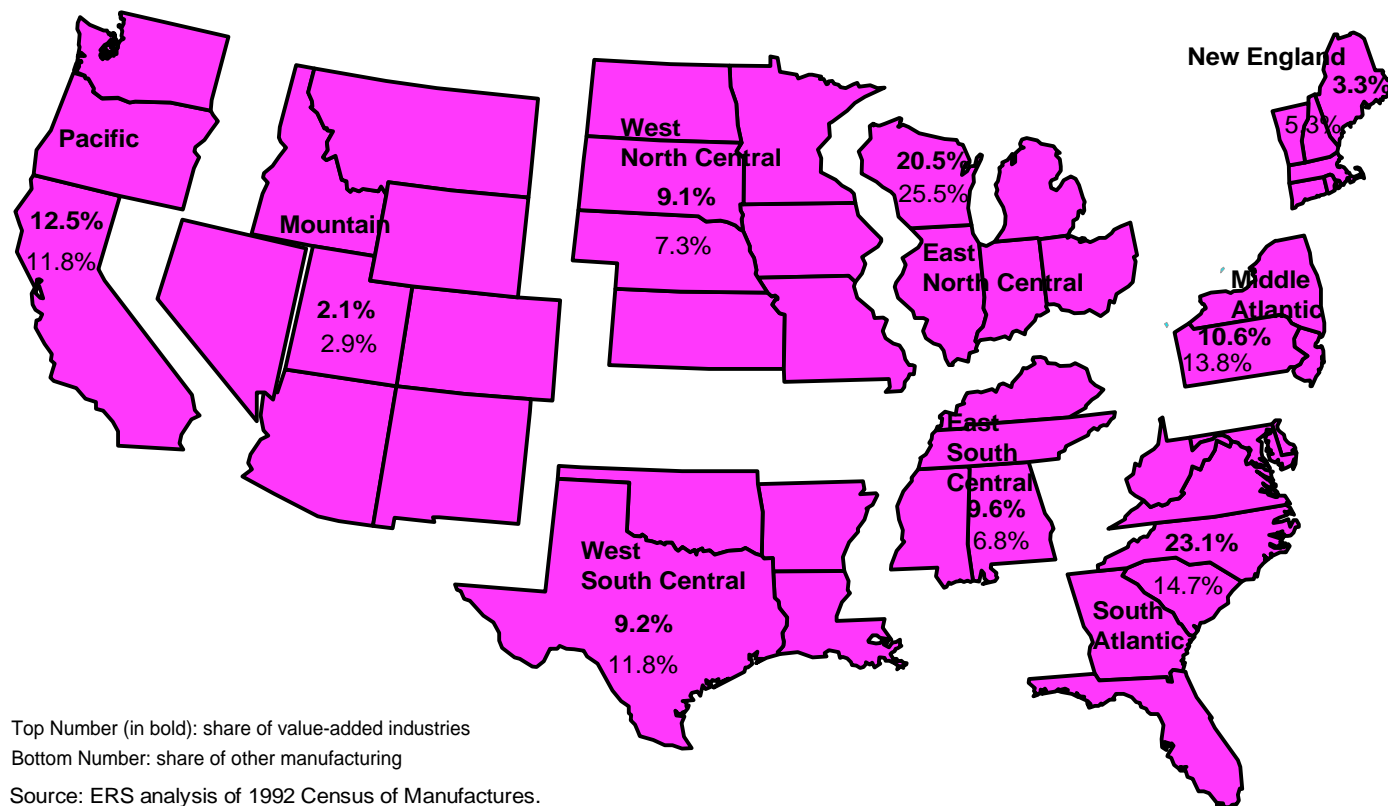 New England
3.3%
5.3%
Pacific
12.5%
11.8%
Mountain
2.1%
2.9%
West
North Central
9.1%
7.3%
20.5%
25.5%
East
North Central
Middle
Atlantic
10.6%
13.8%
East
South
Central
9.6%
6.8%
West
South Central
9.2%
11.8%
23.1%
14.7%
South
Atlantic
Top Number (in bold): share of value-added industries
Bottom Number: share of other manufacturing
Source: ERS analysis of 1992 Census of Manufactures.